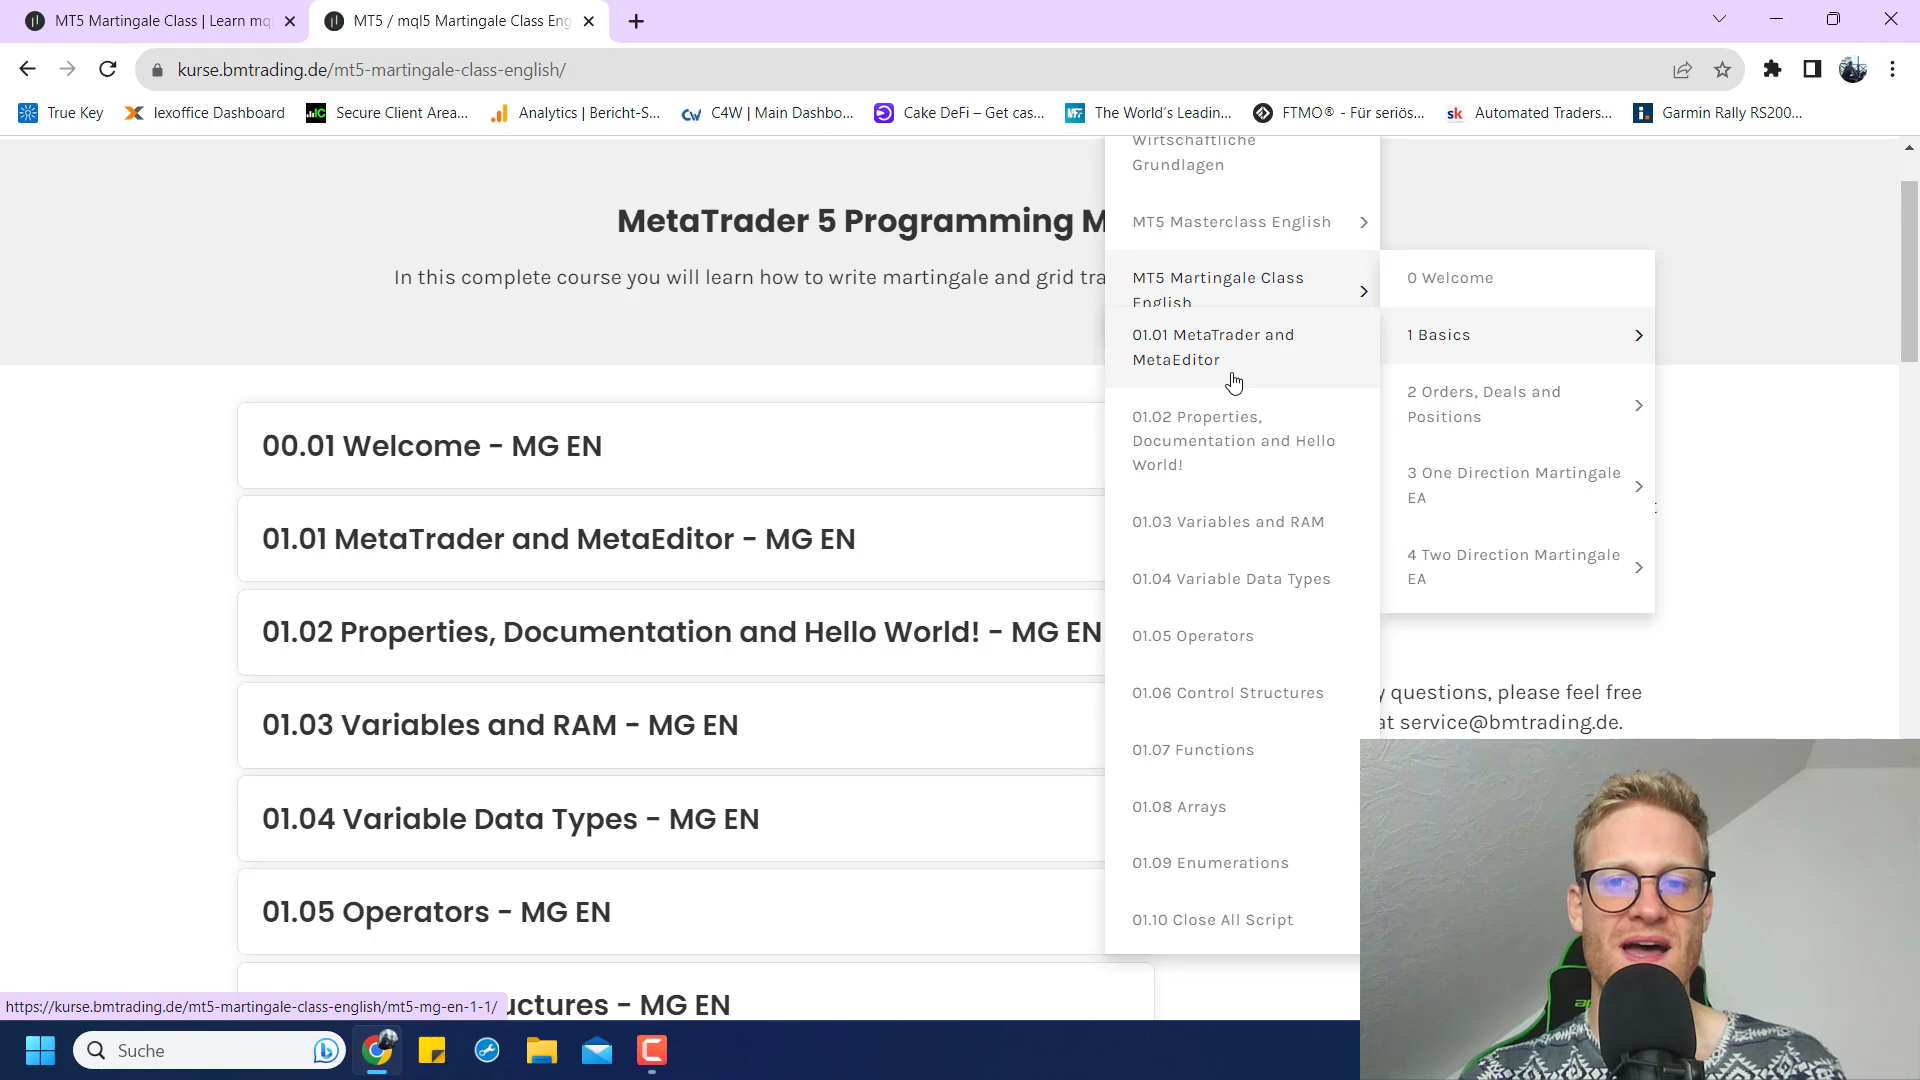 MT5 Martingale Class | Learn mq
MT5 / mql5 Martingale Class Eng
kurse.bmtrading.de/mt5-martingale-class-english/
True Key
lexoffice Dashboard
Secure Client Area...
Analytics | Bericht-S...
C4W | Main Dashbo...
Cake DeFi – Get cas...
The World's Leadin...
FTMO® - Für seriös...
Automated Traders...
Garmin Rally RS200...
MetaTrader 5 Programming M
In this complete course you will learn how to write martingale and grid tra
Wirtschaftliche
Grundlagen
MT5 Masterclass English
MT5 Martingale Class
English
0 Welcome
1 Basics
2 Orders, Deals and
Positions
3 One Direction Martingale
EA
4 Two Direction Martingale
EA
01.01 MetaTrader and
MetaEditor
01.02 Properties,
Documentation and Hello
World!
01.03 Variables and RAM
01.04 Variable Data Types
01.05 Operators
01.06 Control Structures
01.07 Functions
01.08 Arrays
01.09 Enumerations
01.10 Close All Script
00.01 Welcome - MG EN
01.01 MetaTrader and MetaEditor - MG EN
01.02 Properties, Documentation and Hello World! - MG EN
01.03 Variables and RAM - MG EN
01.04 Variable Data Types - MG EN
01.05 Operators - MG EN
uctures - MG EN
y questions, please feel free
at service@bmtrading.de.
https://kurse.bmtrading.de/mt5-martingale-class-english/mt5-mg-en-1-1/
Suche